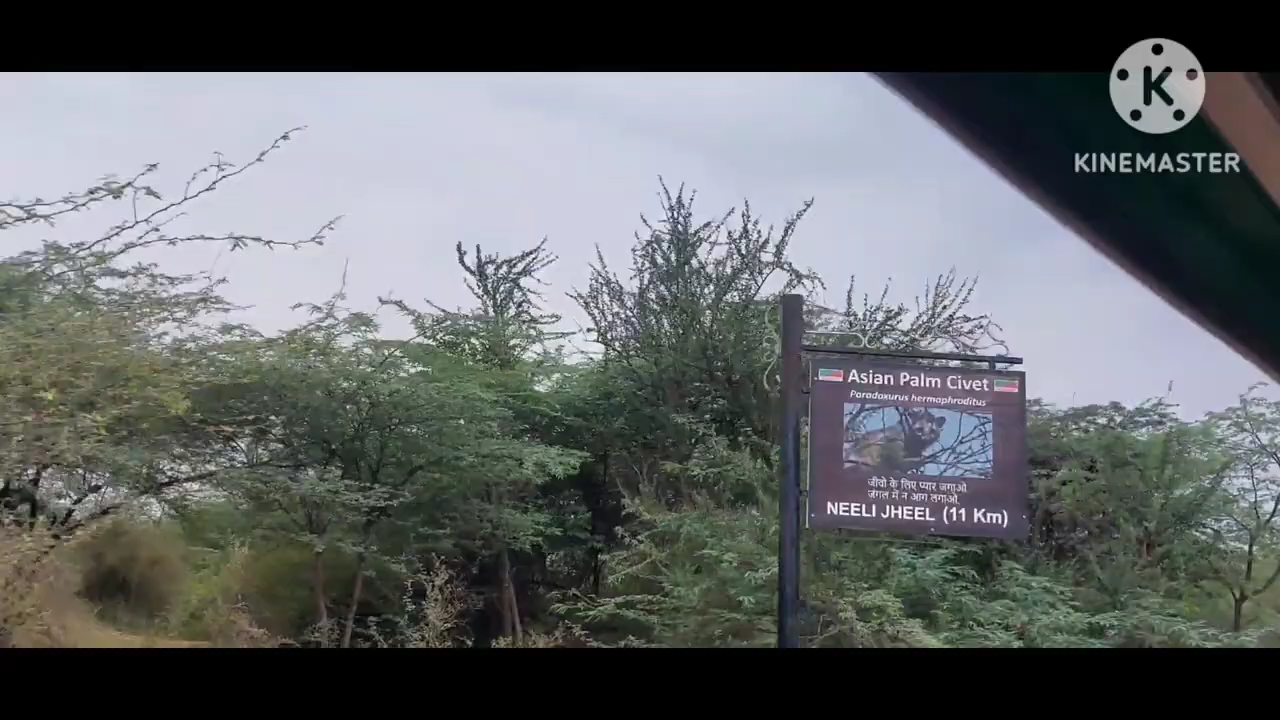 K
KINEMASTER
Asian Palm Civet
Paradoxurus hermaphroditus
जीवो के लिए प्यार जगाओ
जंगल में न आग लगाओ,
NEELI JHEEL (11 Km)